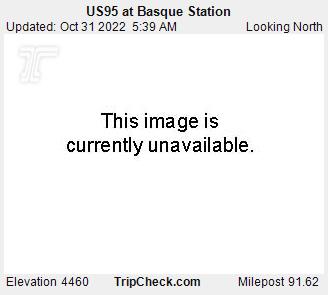 US95 at Basque Station
Updated: Oct 31 2022 5:39 AM Looking North
This image is
currently unavailable.
Elevation 4460 TripCheck.com Milepost 91.62